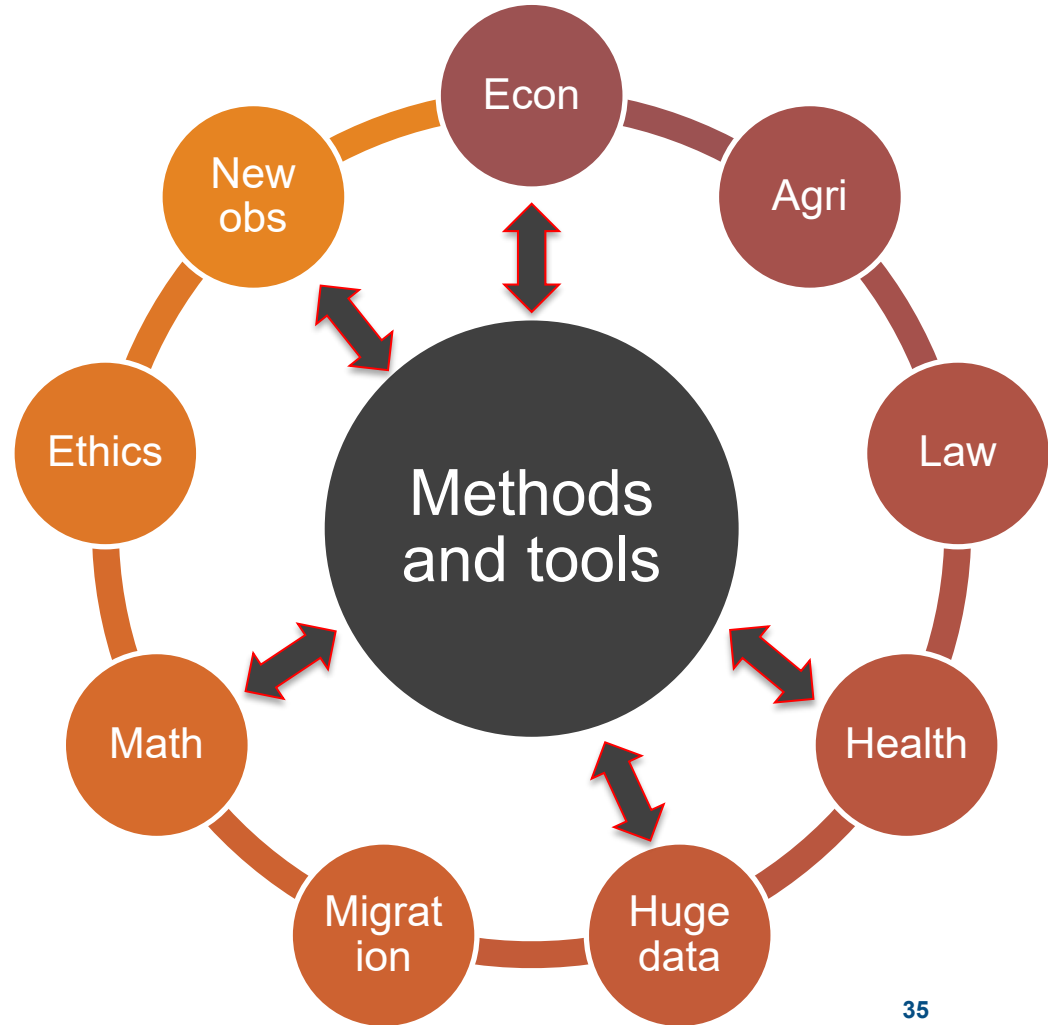 Econ
Agri
Law
Health
Huge
data
Migrat
ion
Math
Ethics
New
obs
Methods
and tools
35